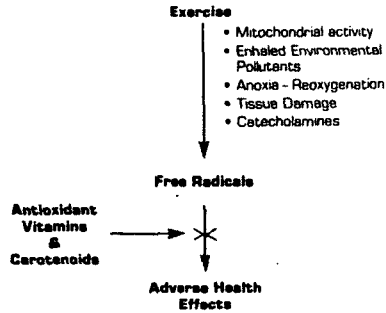 Exercise
• Mitochondrial activity
• Enhaled Environmental
Pollutants
• Anoxia - Reoxygenation
• Tissue Damage
• Catecholamines
Free Radicals
Antioxidant
Vitamins
&
Carotenoids
Adverse Health
Effects